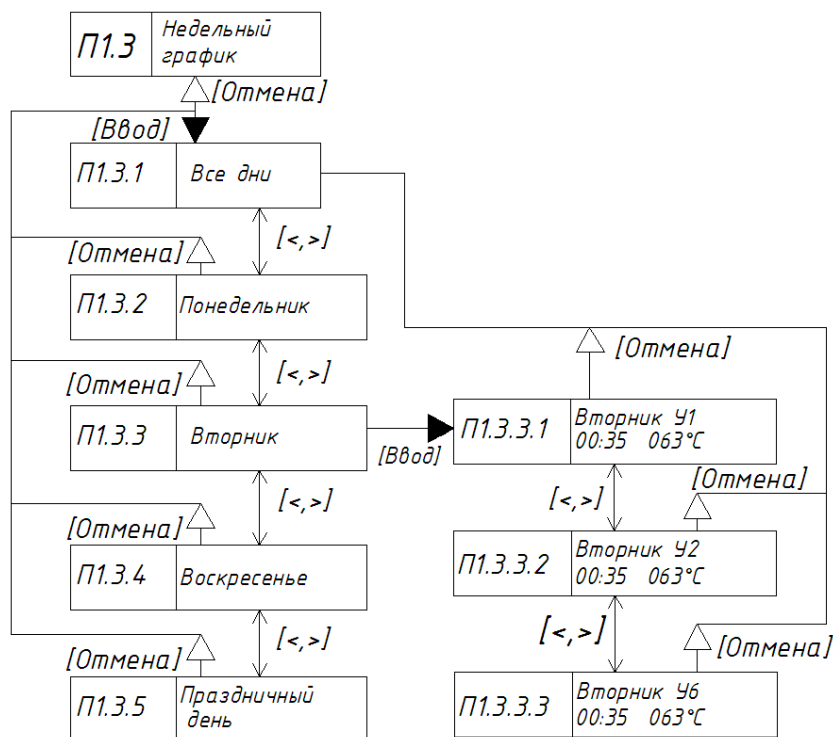 П1.3 Недельный график
[Отмена]
[Ввод]
П1.3.1 Все дни
[<,>]
[Отмена]
П1.3.2 Понедельник
[Отмена]
[<,>]
[Отмена]
П1.3.3 Вторник
[Ввод]
П1.3.3.1 Вторник У1
00:35 063°C
[<,>]
[<,>]
[Отмена]
[Отмена]
П1.3.4 Воскресенье
П1.3.3.2 Вторник У2
00:35 063°C
[<,>]
[<,>]
[Отмена]
[Отмена]
П1.3.5 Праздничный день
П1.3.3.3 Вторник У6
00:35 063°C